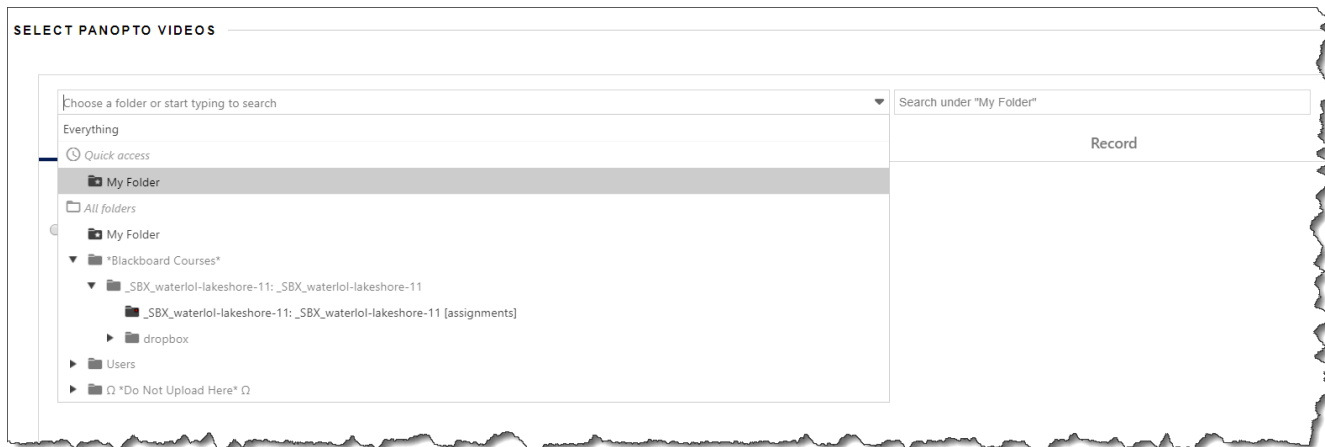 SELECT PANOPTO VIDEOS
Choose a folder or start typing to search
Search under "My Folder"
Everything
Record
Quick access
My Folder
All folders
My Folder
*Blackboard Courses*
_SBX_waterlol-lakeshore-11: _SBX_waterlol-lakeshore-11
_SBX_waterlol-lakeshore-11: _SBX_waterlol-lakeshore-11 [assignments]
dropbox
Users
Ω *Do Not Upload Here* Ω